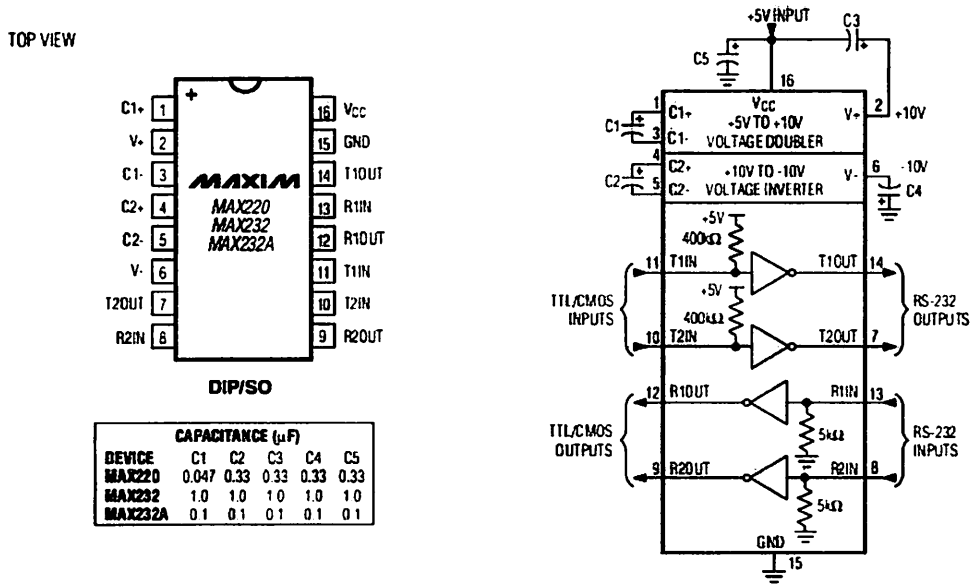 TOP VIEW
C1+ 1
V+ 2
C1- 3
C2+ 4
C2- 5
V- 6
T2OUT 7
R2IN 8
+
MAXIM
MAX220
MAX232
MAX232A
16 VCC
15 GND
14 T1OUT
13 R1IN
12 R1OUT
11 T1IN
10 T2IN
9 R2OUT
DIP/SO
CAPACITANCE (µF)
DEVICE C1 C2 C3 C4 C5
MAX220 0.047 0.33 0.33 0.33 0.33
MAX232 1.0 1.0 1.0 1.0 1.0
MAX232A 0.1 0.1 0.1 0.1 0.1
+5V INPUT
C3
+
C5
+
16
VCC
1 C1+
C1
+
3 C1-
+5V TO +10V
VOLTAGE DOUBLER
V+ 2 +10V
4 C2+
C2
+
5 C2-
+10V TO -10V
VOLTAGE INVERTER
V- 6 -10V
C4
+
+5V
400kΩ
11 T1IN T1OUT 14
+5V
400kΩ
TTL/CMOS
INPUTS
RS-232
OUTPUTS
10 T2IN T2OUT 7
12 R1OUT R1IN 13
5kΩ
TTL/CMOS
OUTPUTS
RS-232
INPUTS
9 R2OUT R2IN 8
5kΩ
GND
15